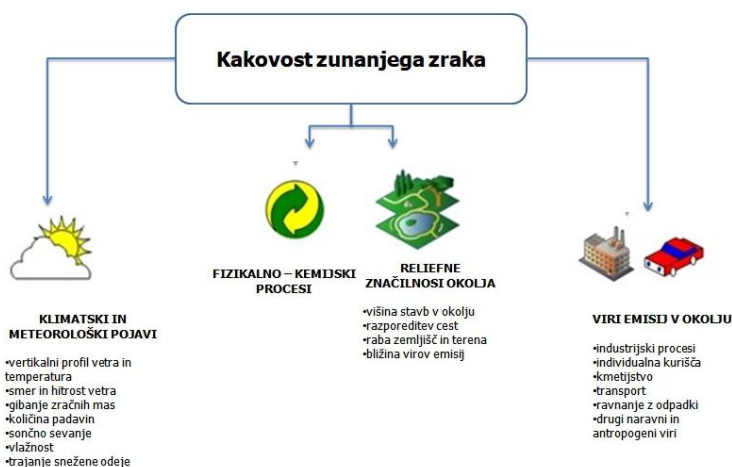 Kakovost zunanjega zraka
KLIMATSKI IN
METEOROLOŠKI POJAVI
•vertikalni profil vetra in
temperatura
•smer in hitrost vetra
•gibanje zračnih mas
•količina padavin
•sončno sevanje
•vlažnost
•trajanje snežene odeje
FIZIKALNO – KEMIJSKI
PROCESI
RELIEFNE
ZNAČILNOSI OKOLJA
•višina stavb v okolju
•razporeditev cest
•raba zemljišč in terena
•bližina virov emisij
VIRI EMISIJ V OKOLJU
•industrijski procesi
•individualna kurišča
•kmetijstvo
•transport
•ravnanje z odpadki
•drugi naravni in
antropogeni viri